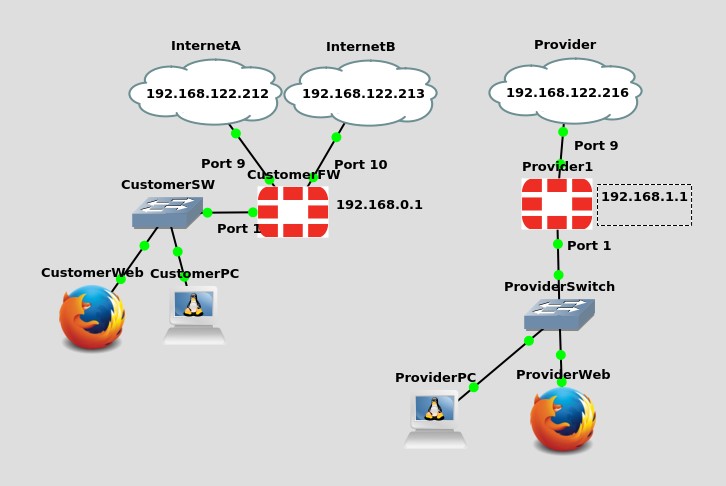 InternetA
InternetB
Provider
192.168.122.212
192.168.122.213
192.168.122.216
Port 9
Port 10
Port 9
CustomerFW
Provider1
CustomerSW
192.168.0.1
192.168.1.1
Port 1
Port 1
CustomerWeb
CustomerPC
ProviderSwitch
ProviderPC
ProviderWeb